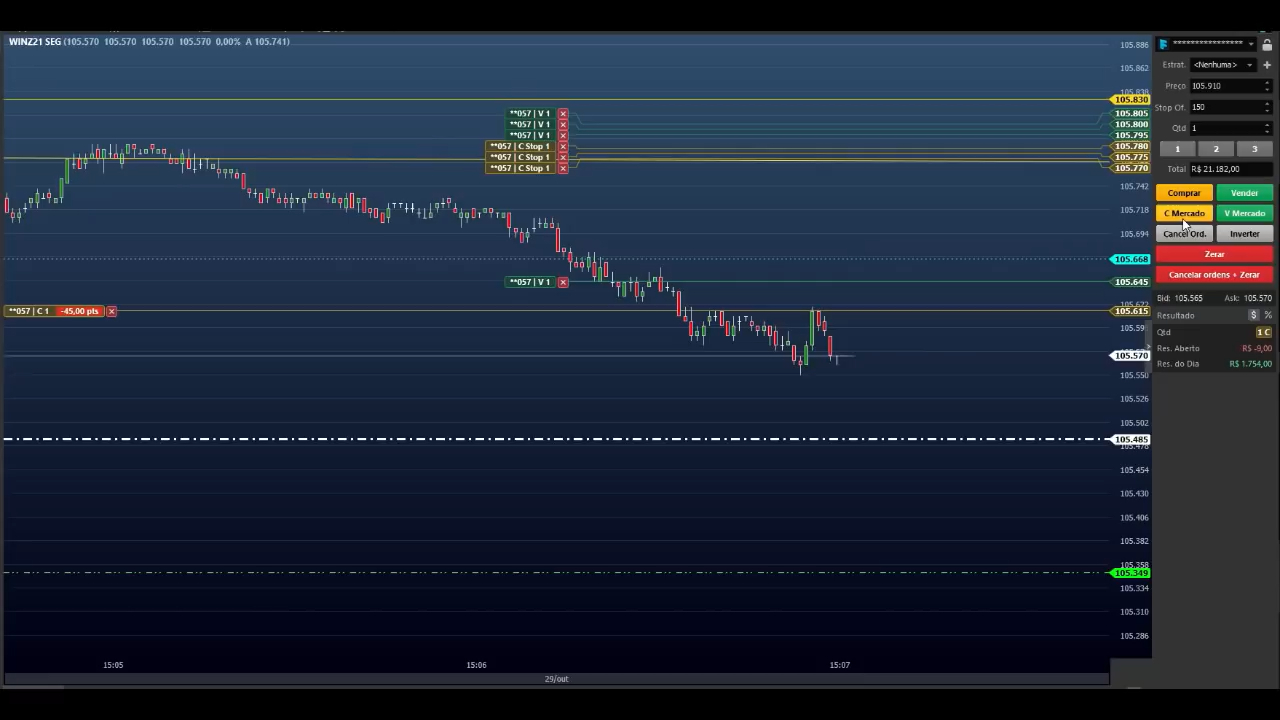 WINZ21 SEG (105.570 105.570 105.570 105.570 0,00% A 105.741)
105.886
105.862
105.838
105.830
**057 | V 1
105.805
**057 | V 1
105.800
**057 | V 1
105.795
**057 | C Stop 1
105.780
**057 | C Stop 1
105.775
**057 | C Stop 1
105.770
105.742
105.718
105.694
105.668
**057 | V 1
105.645
105.622
**057 | C 1 -45,00 pts
105.615
105.570
105.550
105.526
105.502
105.485
105.454
105.430
105.406
105.382
105.358
105.349
105.334
105.310
105.286
15:05
15:06
15:07
29/out
****************
Estrat. <Nenhuma>
Preço 105.910
Stop Of. 150
Qtd 1
1 2 3
Total R$ 21.182,00
Comprar Vender
C Mercado V Mercado
Cancel Ord. Inverter
Zerar
Cancelar ordens + Zerar
Bid: 105.565 Ask: 105.570
Resultado $ %
Qtd 1 C
Res. Aberto R$ -9,00
Res. do Dia R$ 1.754,00